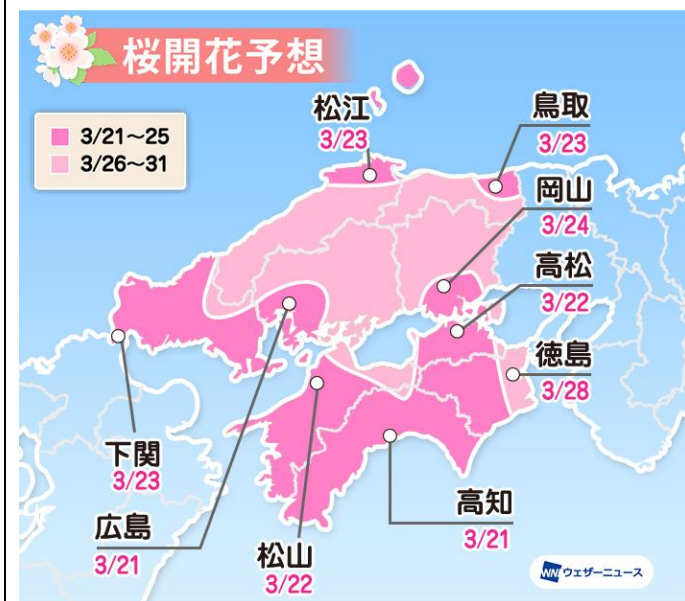 桜開花予想
3/21～25
3/26～31
松江
3/23
鳥取
3/23
岡山
3/24
高松
3/22
徳島
3/28
下関
3/23
広島
3/21
松山
3/22
高知
3/21
WNI ウェザーニュース